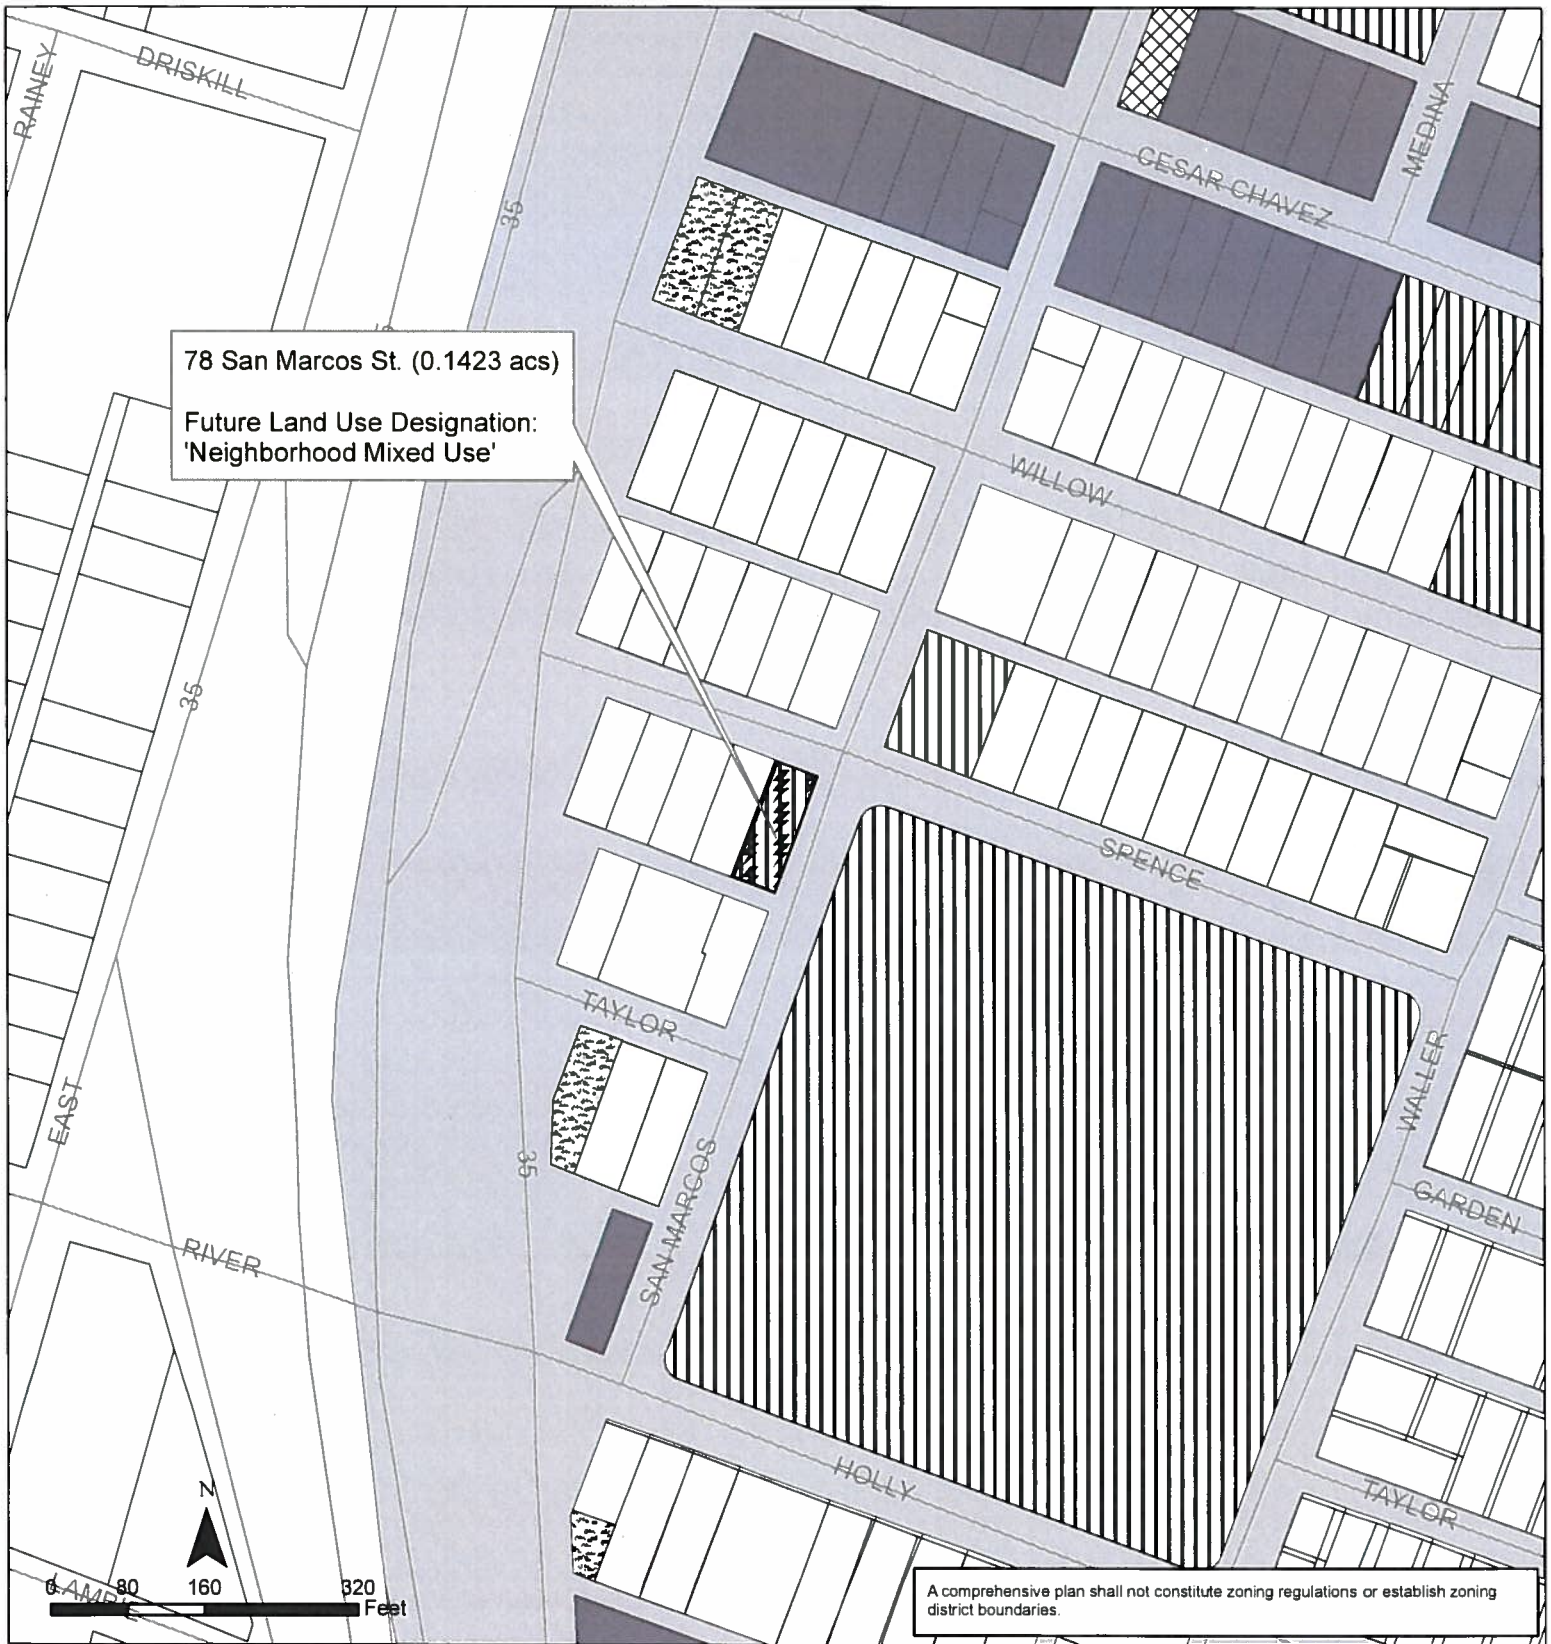 DRISKILL
RAINEY
MEDINA
CESAR CHAVEZ
35
78 San Marcos St. (0.1423 acs)
Future Land Use Designation:
'Neighborhood Mixed Use'
WILLOW
35
SPENCE
TAYLOR
WALLER
EAST
35
SAN MARCOS
GARDEN
RIVER
HOLLY
TAYLOR
N
0 80 160 320
Feet
A comprehensive plan shall not constitute zoning regulations or establish zoning
district boundaries.